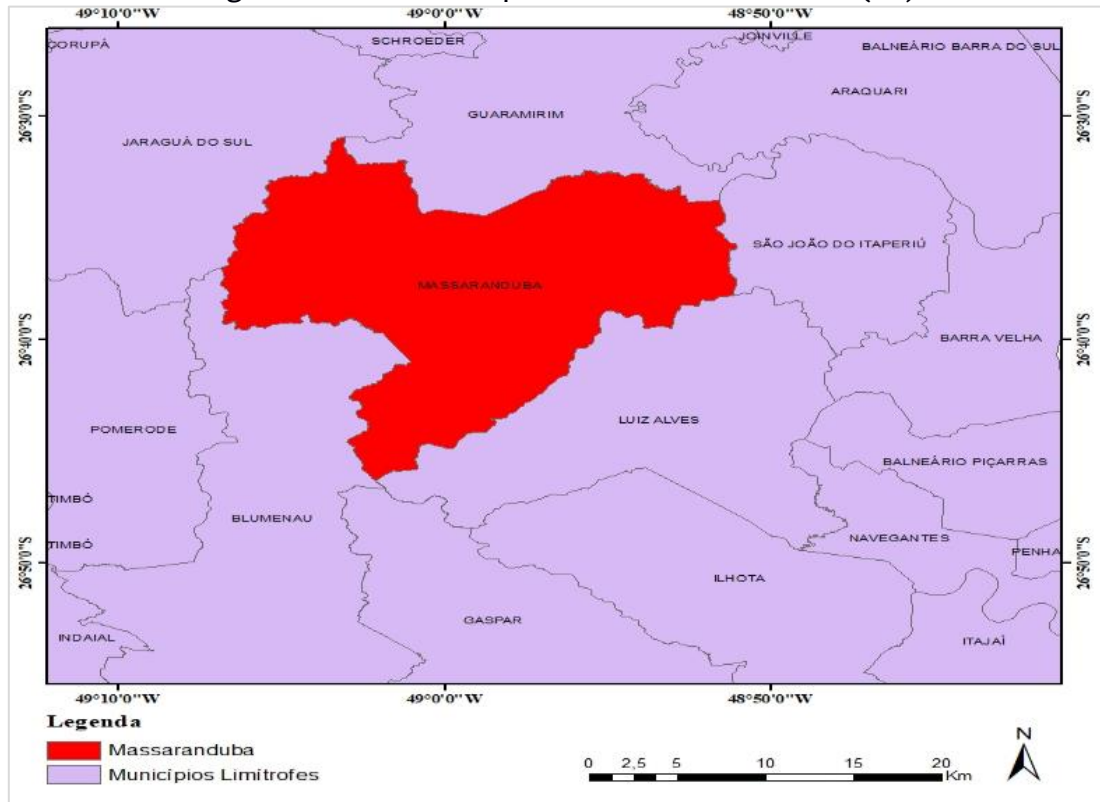 49°10'0"W 49°0'0"W 48°50'0"W
CORUPÁ
SCHROEDER
JOINVILLE
BALNEÁRIO BARRA DO SUL
ARAQUARI
26°30'0"S
GUARAMIRIM
26°30'0"S
JARAGUÁ DO SUL
SÃO JOÃO DO ITAPERIÚ
MASSARANDUBA
26°40'0"S
BARRA VELHA
26°40'0"S
LUIZ ALVES
POMERODE
BALNEÁRIO PIÇARRAS
TIMBÓ
BLUMENAU
NAVEGANTES
TIMBÓ
PENHA
26°50'0"S
26°50'0"S
ILHOTA
GASPAR
INDAIAL
ITAJAÍ
49°10'0"W 49°0'0"W 48°50'0"W
Legenda
Massaranduba
Municípios Limítrofes
0 2,5 5 10 15 20
Km
N